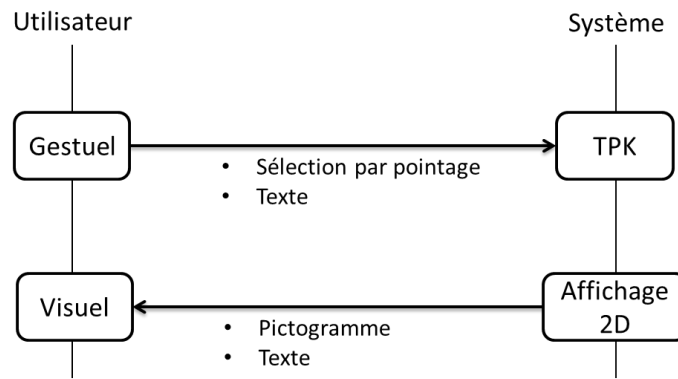 Utilisateur
Système
Gestuel
TPK
• Sélection par pointage
• Texte
Visuel
Affichage
2D
• Pictogramme
• Texte